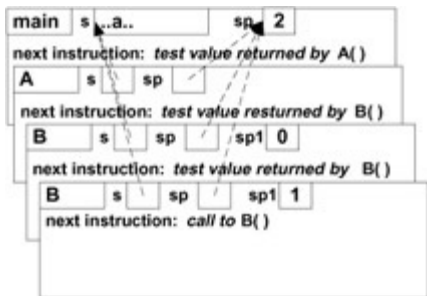 main s ..a.. sp 2
next instruction: test value returned by A( )
A s sp
next instruction: test value resturned by B( )
B s sp sp1 0
next instruction: test value returned by B( )
B s sp sp1 1
next instruction: call to B( )